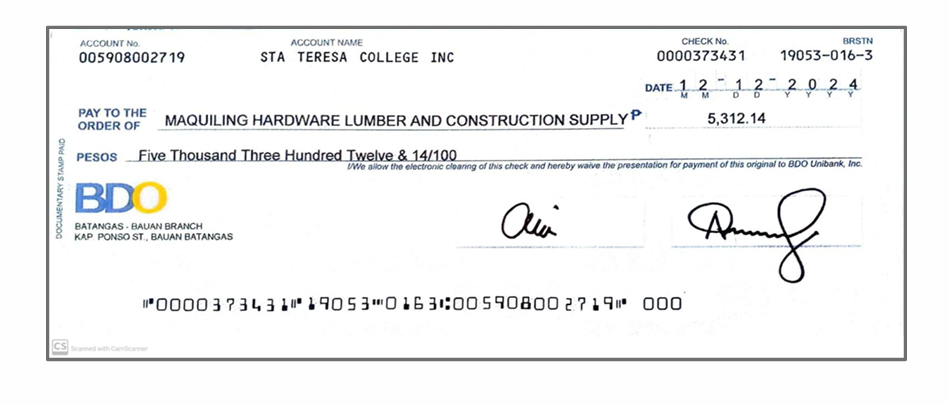 ACCOUNT No. ACCOUNT NAME CHECK No. BRSTN
005908002719 STA TERESA COLLEGE INC 0000373431 19053-016-3
DATE 1 2 - 1 2 - 2 0 2 4
M M D D Y Y Y Y
PAY TO THE
ORDER OF MAQUILING HARDWARE LUMBER AND CONSTRUCTION SUPPLY ₱ 5,312.14
PESOS Five Thousand Three Hundred Twelve & 14/100
I/We allow the electronic clearing of this check and hereby waive the presentation for payment of this original to BDO Unibank, Inc.
DOCUMENTARY STAMP PAID
BDO
BATANGAS - BAUAN BRANCH
KAP. PONSO ST., BAUAN BATANGAS
⑈0000373431⑈19053⑉0163⑆005908002719⑈ 000
CS Scanned with CamScanner